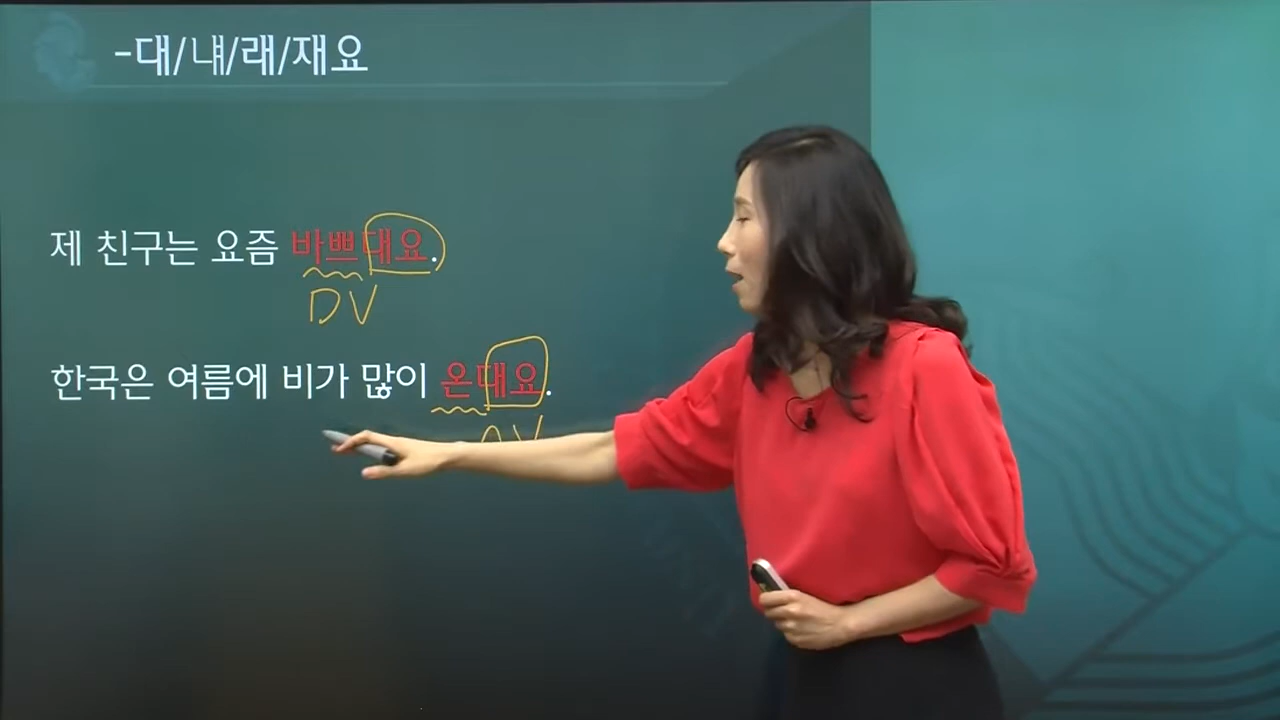 -대/냬/래/재요
제 친구는 요즘 바쁘대요.
DV
한국은 여름에 비가 많이 온대요.
AV